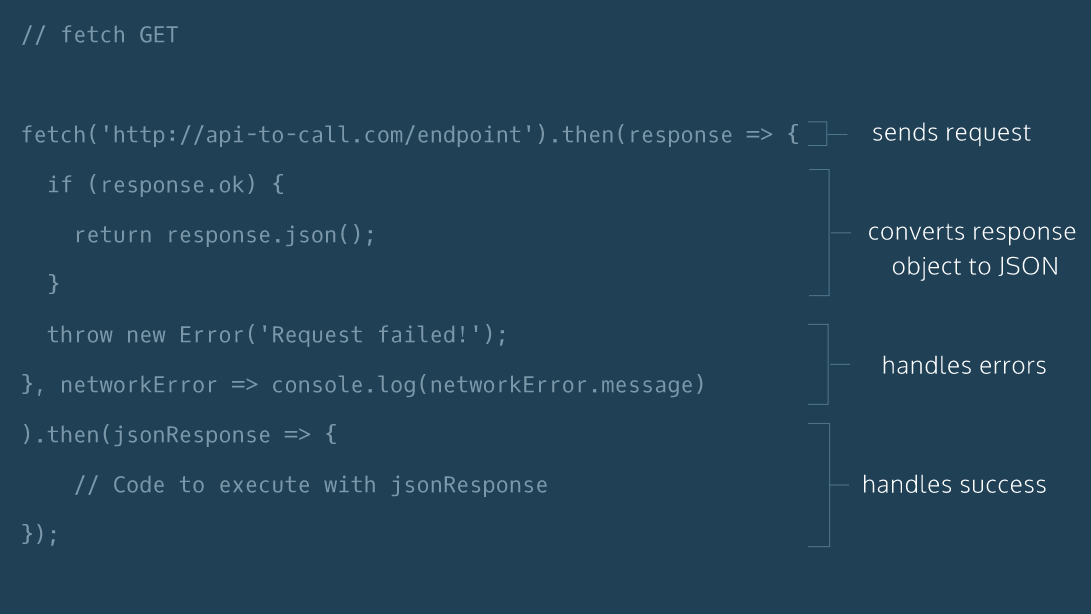 // fetch GET
fetch('http://api-to-call.com/endpoint').then(response => {
sends request
if (response.ok) {
return response.json();
}
converts response
object to JSON
throw new Error('Request failed!');
}, networkError => console.log(networkError.message)
handles errors
).then(jsonResponse => {
// Code to execute with jsonResponse
});
handles success